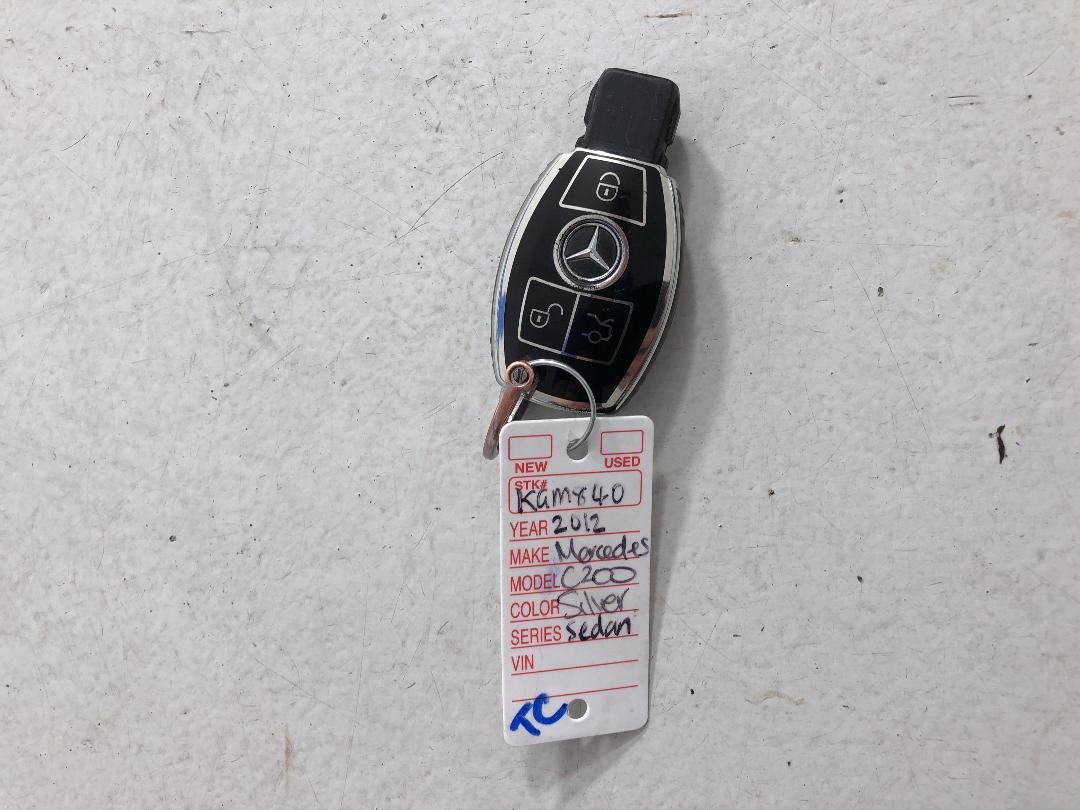 NEW USED
STK#
Kam840
YEAR 2012
MAKE Mercedes
MODEL C200
COLOR Silver
SERIES Sedan
VIN
TC